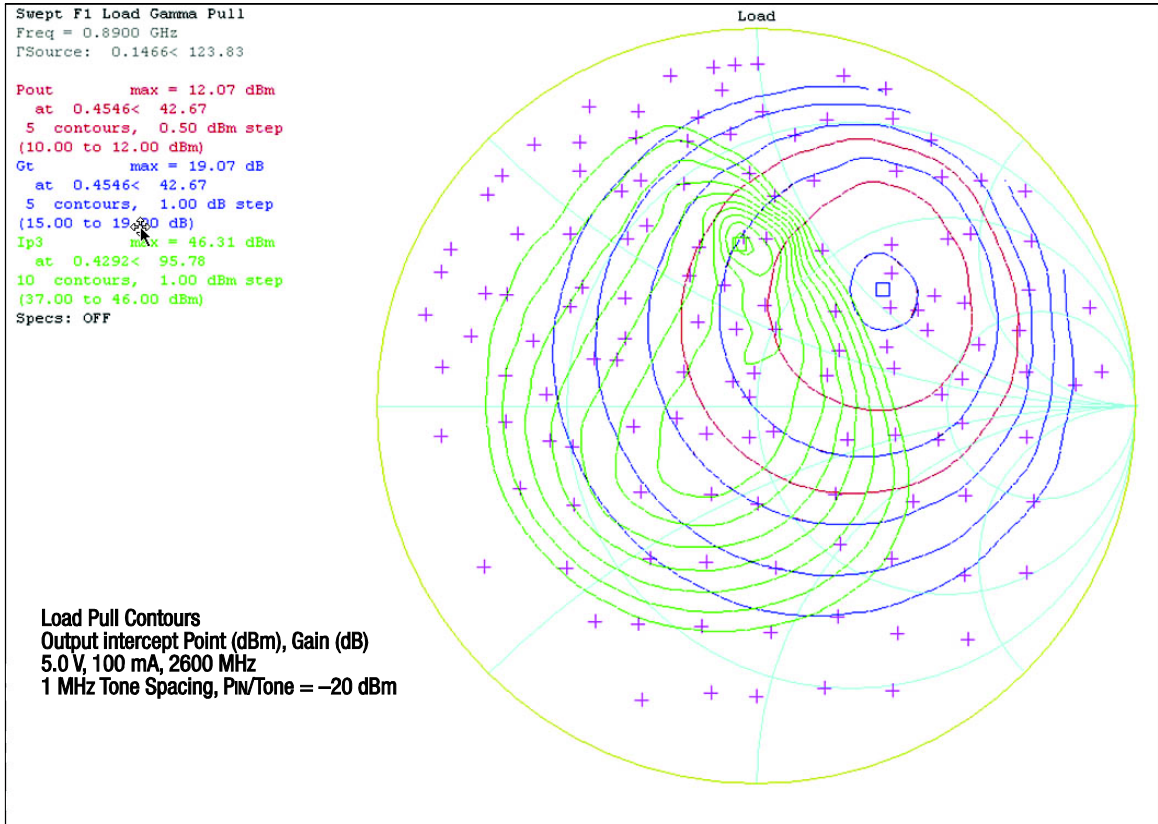 Swept F1 Load Gamma Pull
Freq = 0.8900 GHz
ΓSource: 0.1466< 123.83
Pout max = 12.07 dBm
at 0.4546< 42.67
5 contours, 0.50 dBm step
(10.00 to 12.00 dBm)
Gt max = 19.07 dB
at 0.4546< 42.67
5 contours, 1.00 dB step
(15.00 to 19.00 dB)
Ip3 max = 46.31 dBm
at 0.4292< 95.78
10 contours, 1.00 dBm step
(37.00 to 46.00 dBm)
Specs: OFF
Load
Load Pull Contours
Output intercept Point (dBm), Gain (dB)
5.0 V, 100 mA, 2600 MHz
1 MHz Tone Spacing, PIN/Tone = –20 dBm